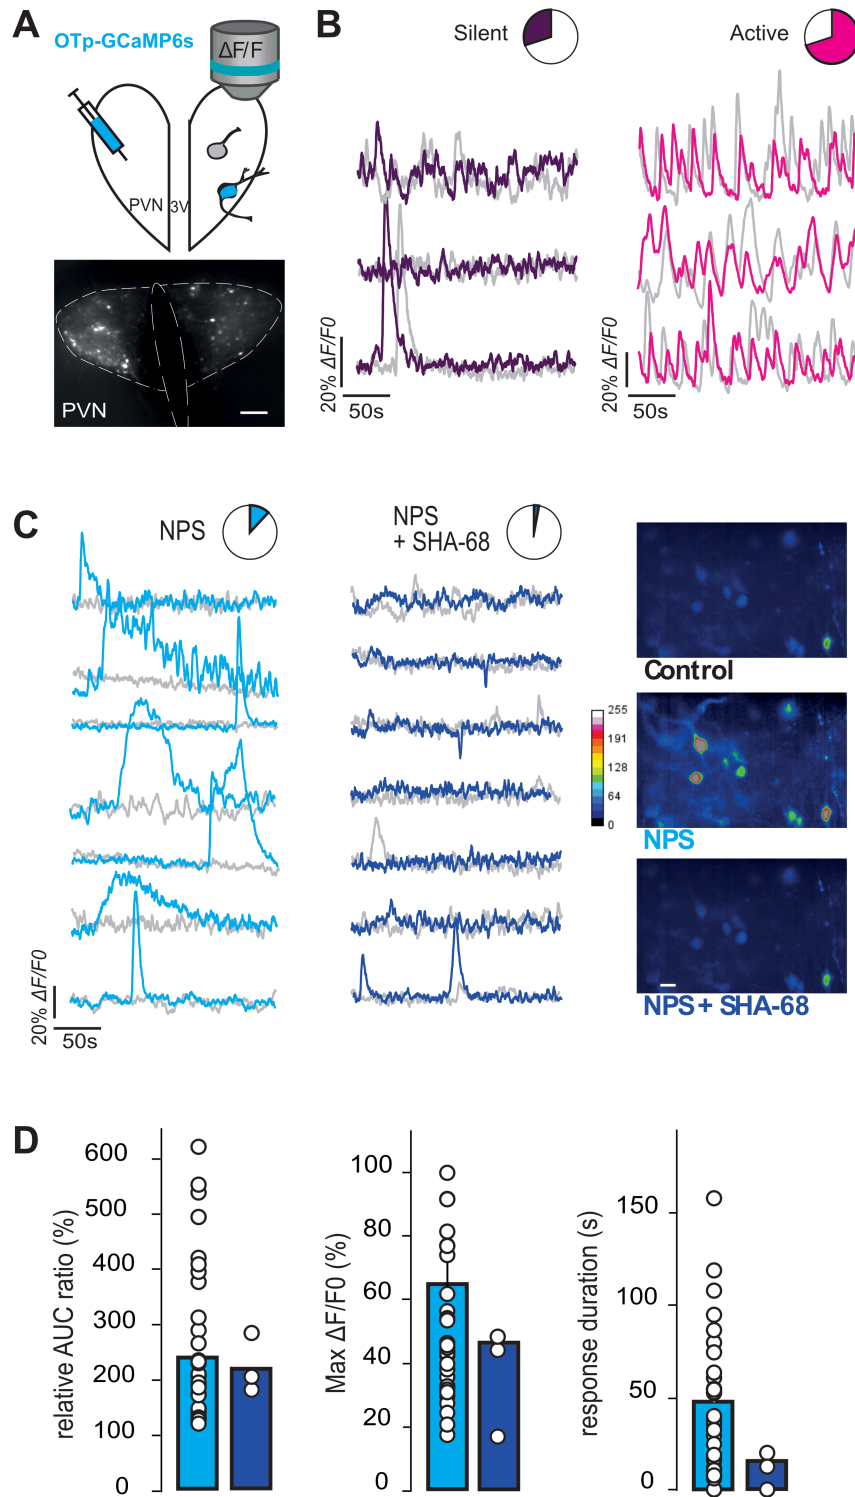 A
OTp-GCaMP6s
ΔF/F
PVN
3V
PVN
B
Silent
Active
20% ΔF/F0
50s
20% ΔF/F0
50s
C
NPS
NPS
+ SHA-68
20% ΔF/F0
50s
Control
255
191
128
64
0
NPS
NPS + SHA-68
D
relative AUC ratio (%)
600
500
400
300
200
100
0
Max ΔF/F0 (%)
100
80
60
40
20
0
response duration (s)
150
100
50
0